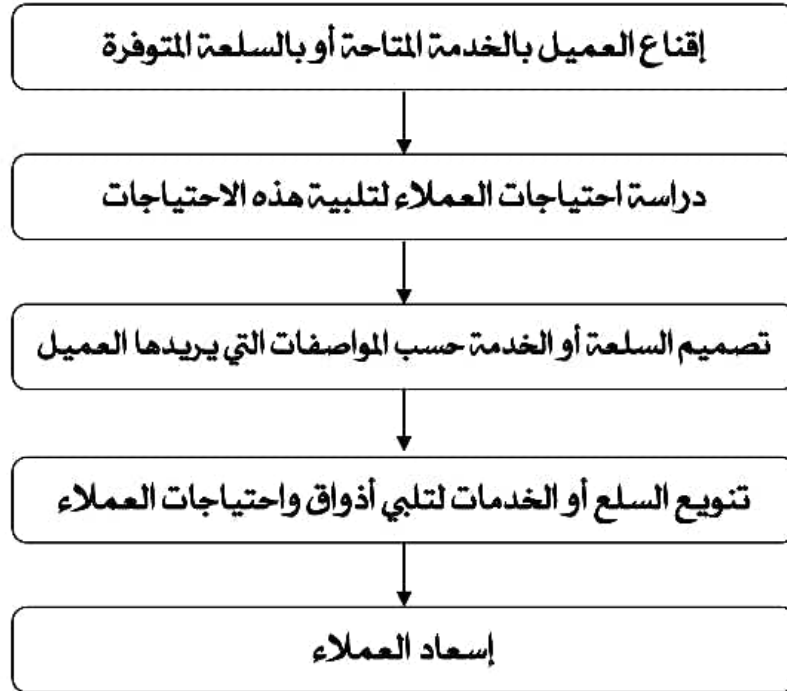 إقناع العميل بالخدمة المتاحة أو بالسلعة المتوفرة
دراسة احتياجات العملاء لتلبية هذه الاحتياجات
تصميم السلعة أو الخدمة حسب المواصفات التي يريدها العميل
تنويع السلع أو الخدمات لتلبي أذواق واحتياجات العملاء
إسعاد العملاء